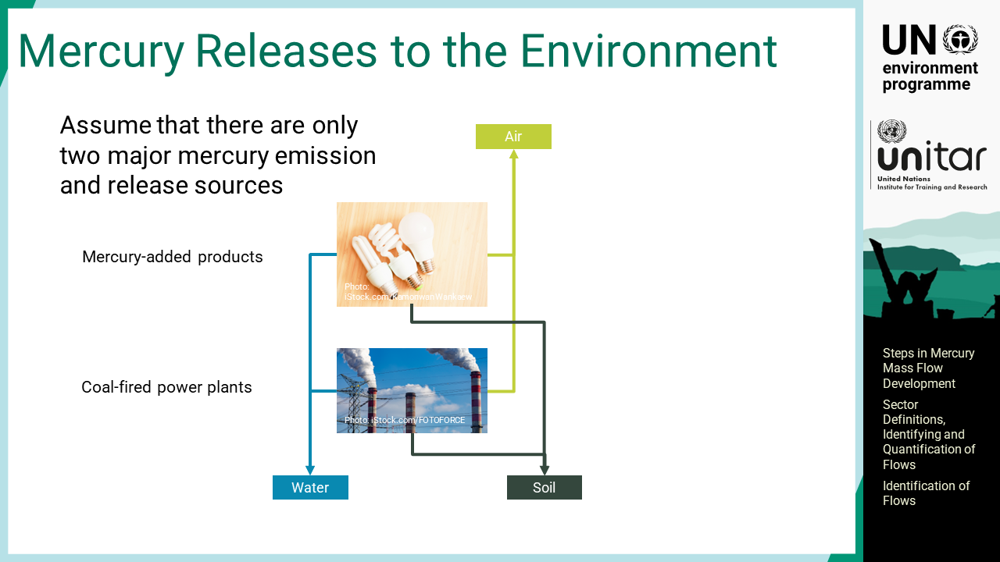 Mercury Releases to the Environment
Assume that there are only
two major mercury emission
and release sources
Air
Mercury-added products
Photo:
iStock.com/KamonwanWankaew
Coal-fired power plants
Photo: iStock.com/FOTOFORCE
Water
Soil
UN
environment
programme
unitar
United Nations
Institute for Training and Research
Steps in Mercury
Mass Flow
Development
Sector
Definitions,
Identifying and
Quantification of
Flows
Identification of
Flows